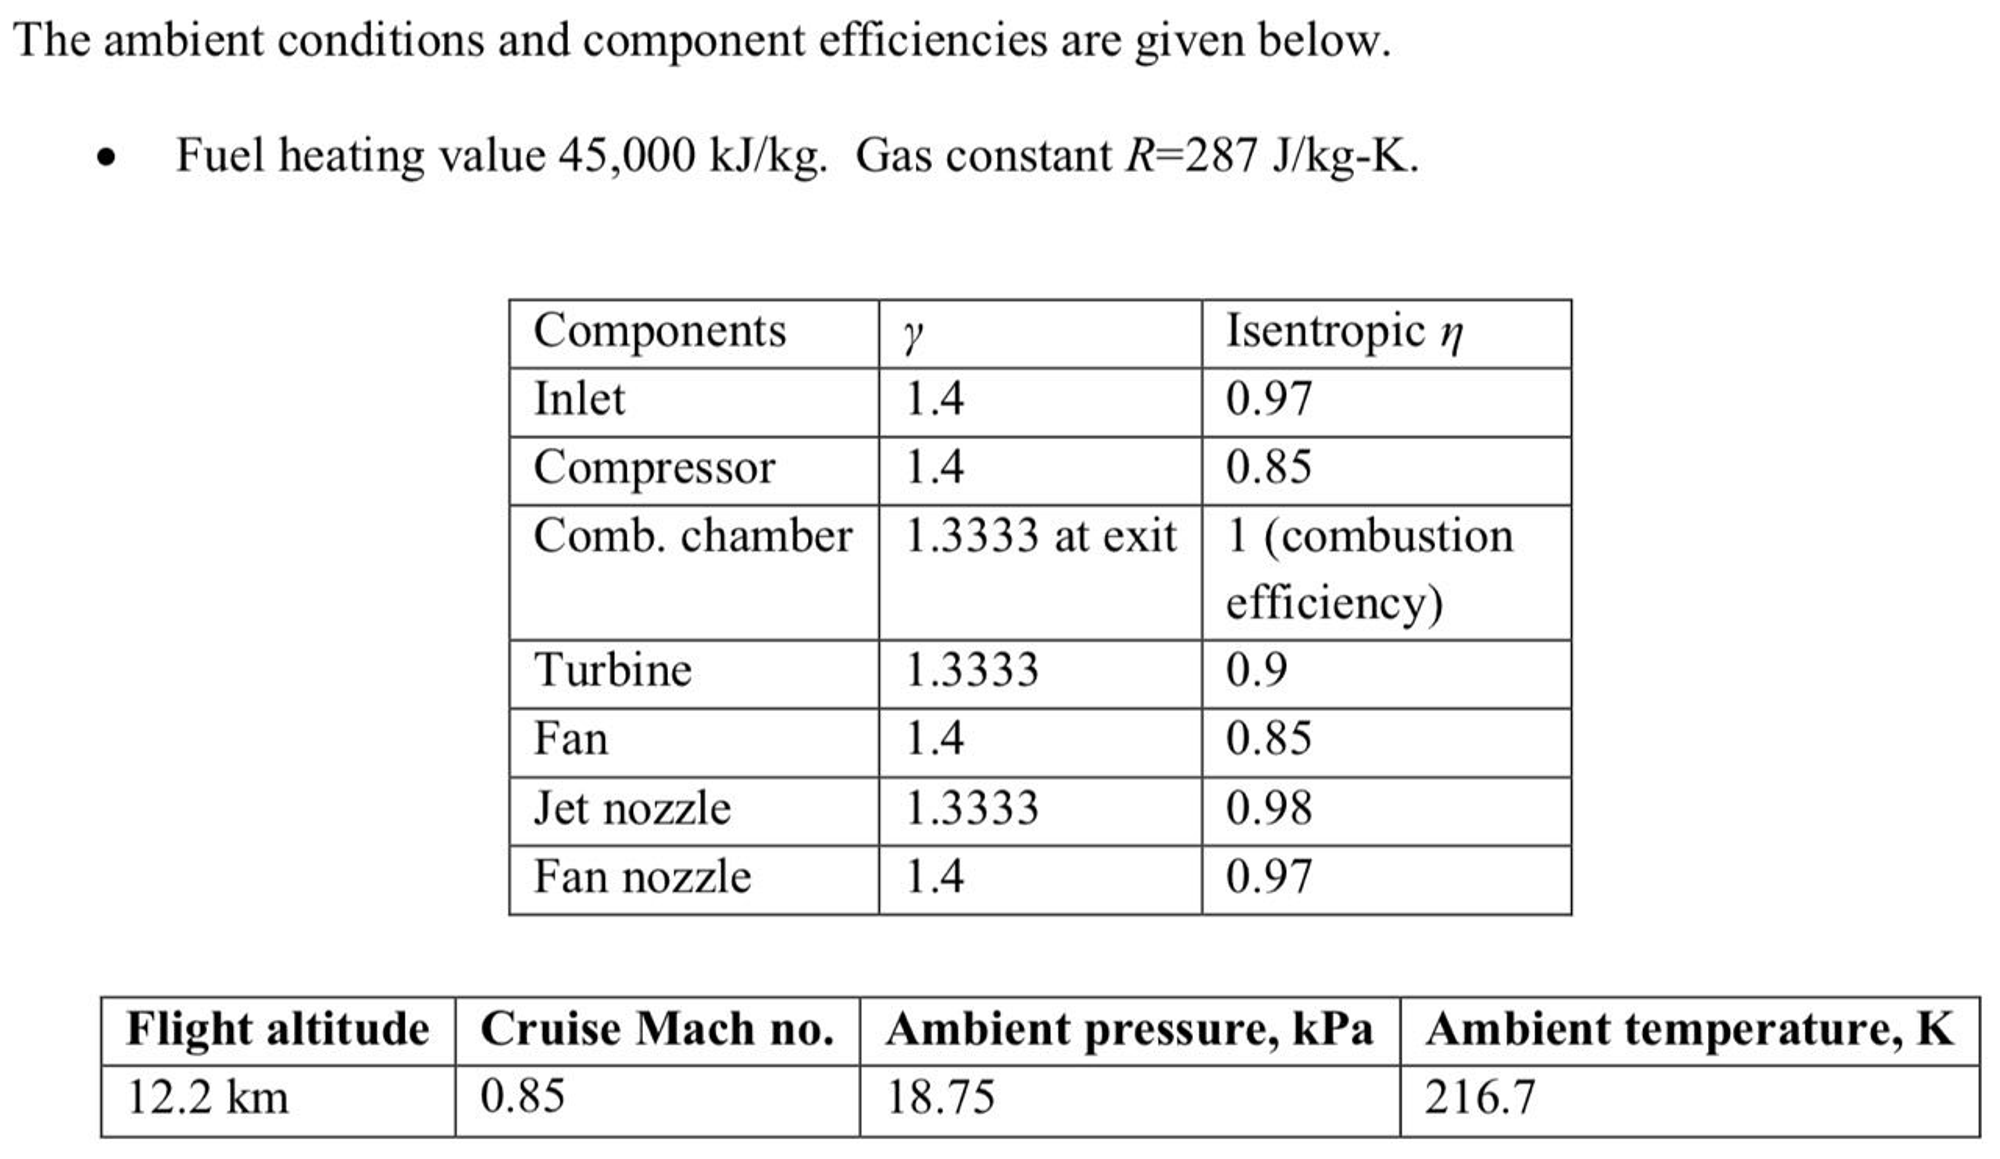 The ambient conditions and component efficiencies are given below.
• Fuel heating value 45,000 kJ/kg. Gas constant R=287 J/kg-K.
Components γ Isentropic η
Inlet 1.4 0.97
Compressor 1.4 0.85
Comb. chamber 1.3333 at exit 1 (combustion
efficiency)
Turbine 1.3333 0.9
Fan 1.4 0.85
Jet nozzle 1.3333 0.98
Fan nozzle 1.4 0.97
Flight altitude Cruise Mach no. Ambient pressure, kPa Ambient temperature, K
12.2 km 0.85 18.75 216.7